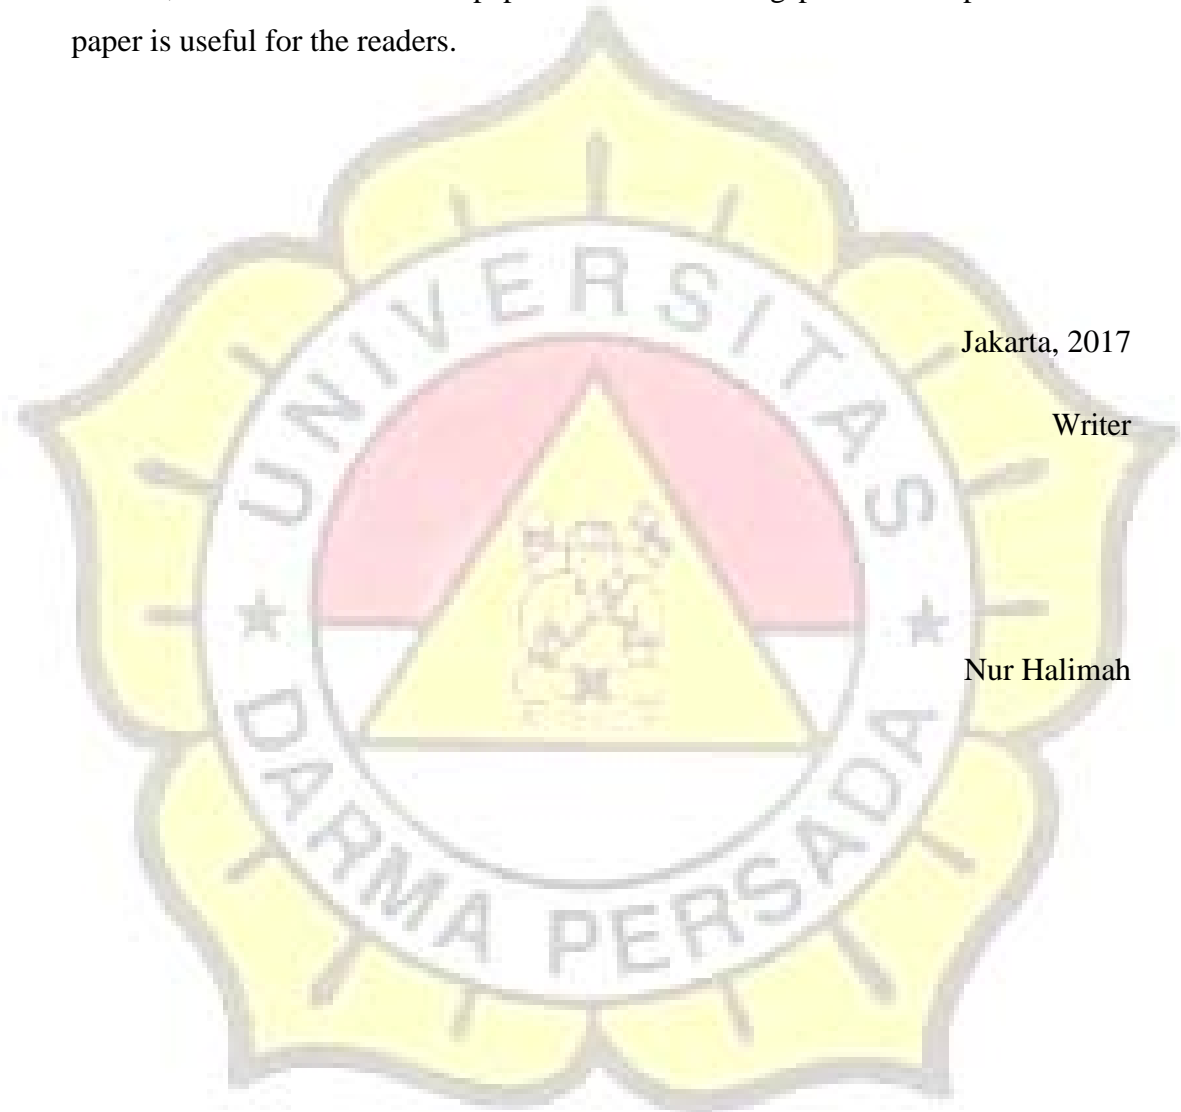 paper is useful for the readers.
Jakarta, 2017
Writer
Nur Halimah
UNIVERSITAS
DARMA PERSADA